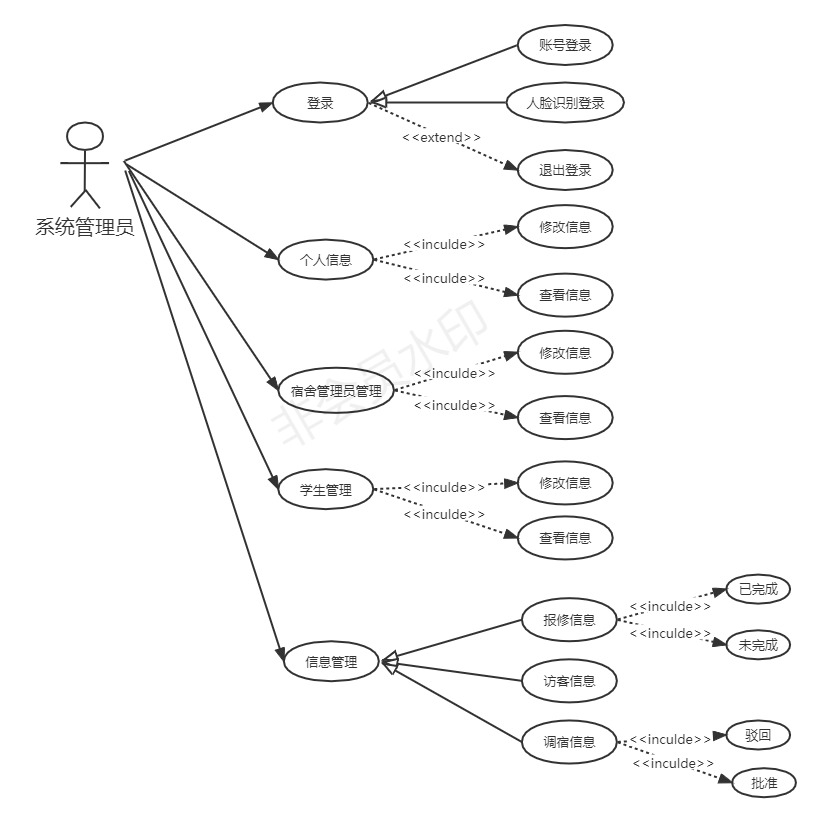 账号登录
登录
人脸识别登录
<<extend>>
退出登录
系统管理员
修改信息
<<inculde>>
个人信息
<<inculde>>
查看信息
非会员水印
修改信息
<<inculde>>
宿舍管理员管理
<<inculde>>
查看信息
修改信息
<<inculde>>
学生管理
<<inculde>>
查看信息
已完成
<<inculde>>
报修信息
<<inculde>>
未完成
信息管理
访客信息
驳回
<<inculde>>
调宿信息
<<inculde>>
批准